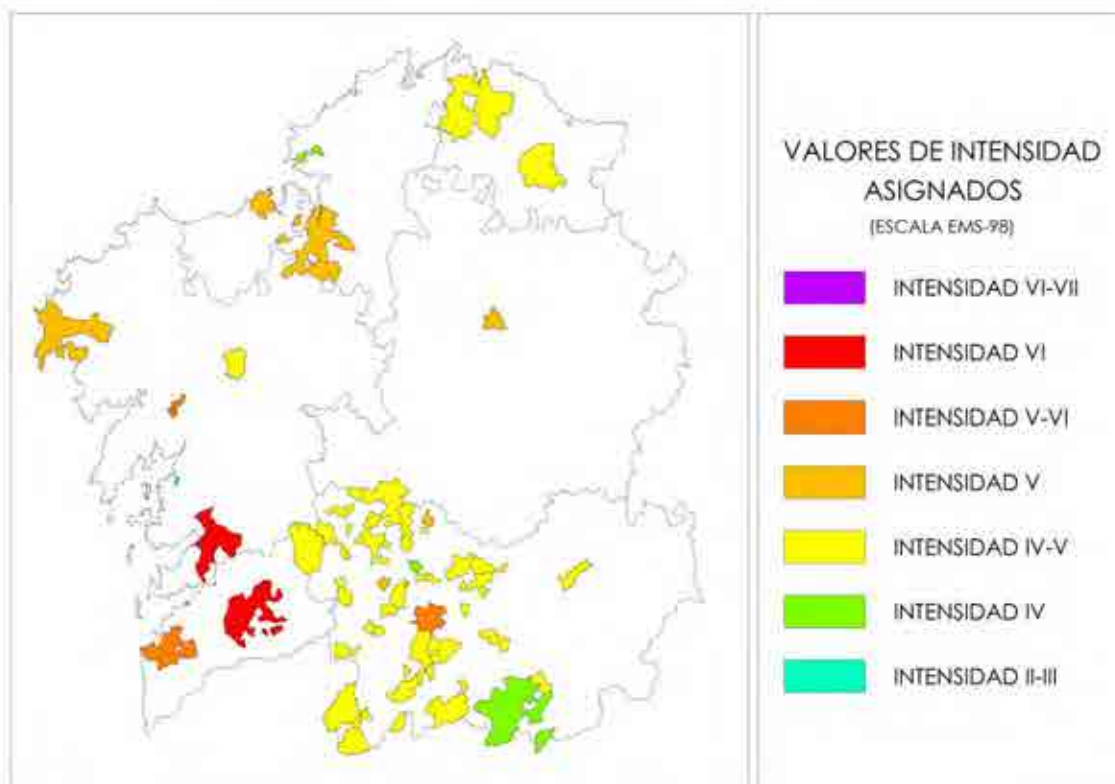 VALORES DE INTENSIDAD
ASIGNADOS
(ESCALA EMS-98)
INTENSIDAD VI-VII
INTENSIDAD VI
INTENSIDAD V-VI
INTENSIDAD V
INTENSIDAD IV-V
INTENSIDAD IV
INTENSIDAD II-III